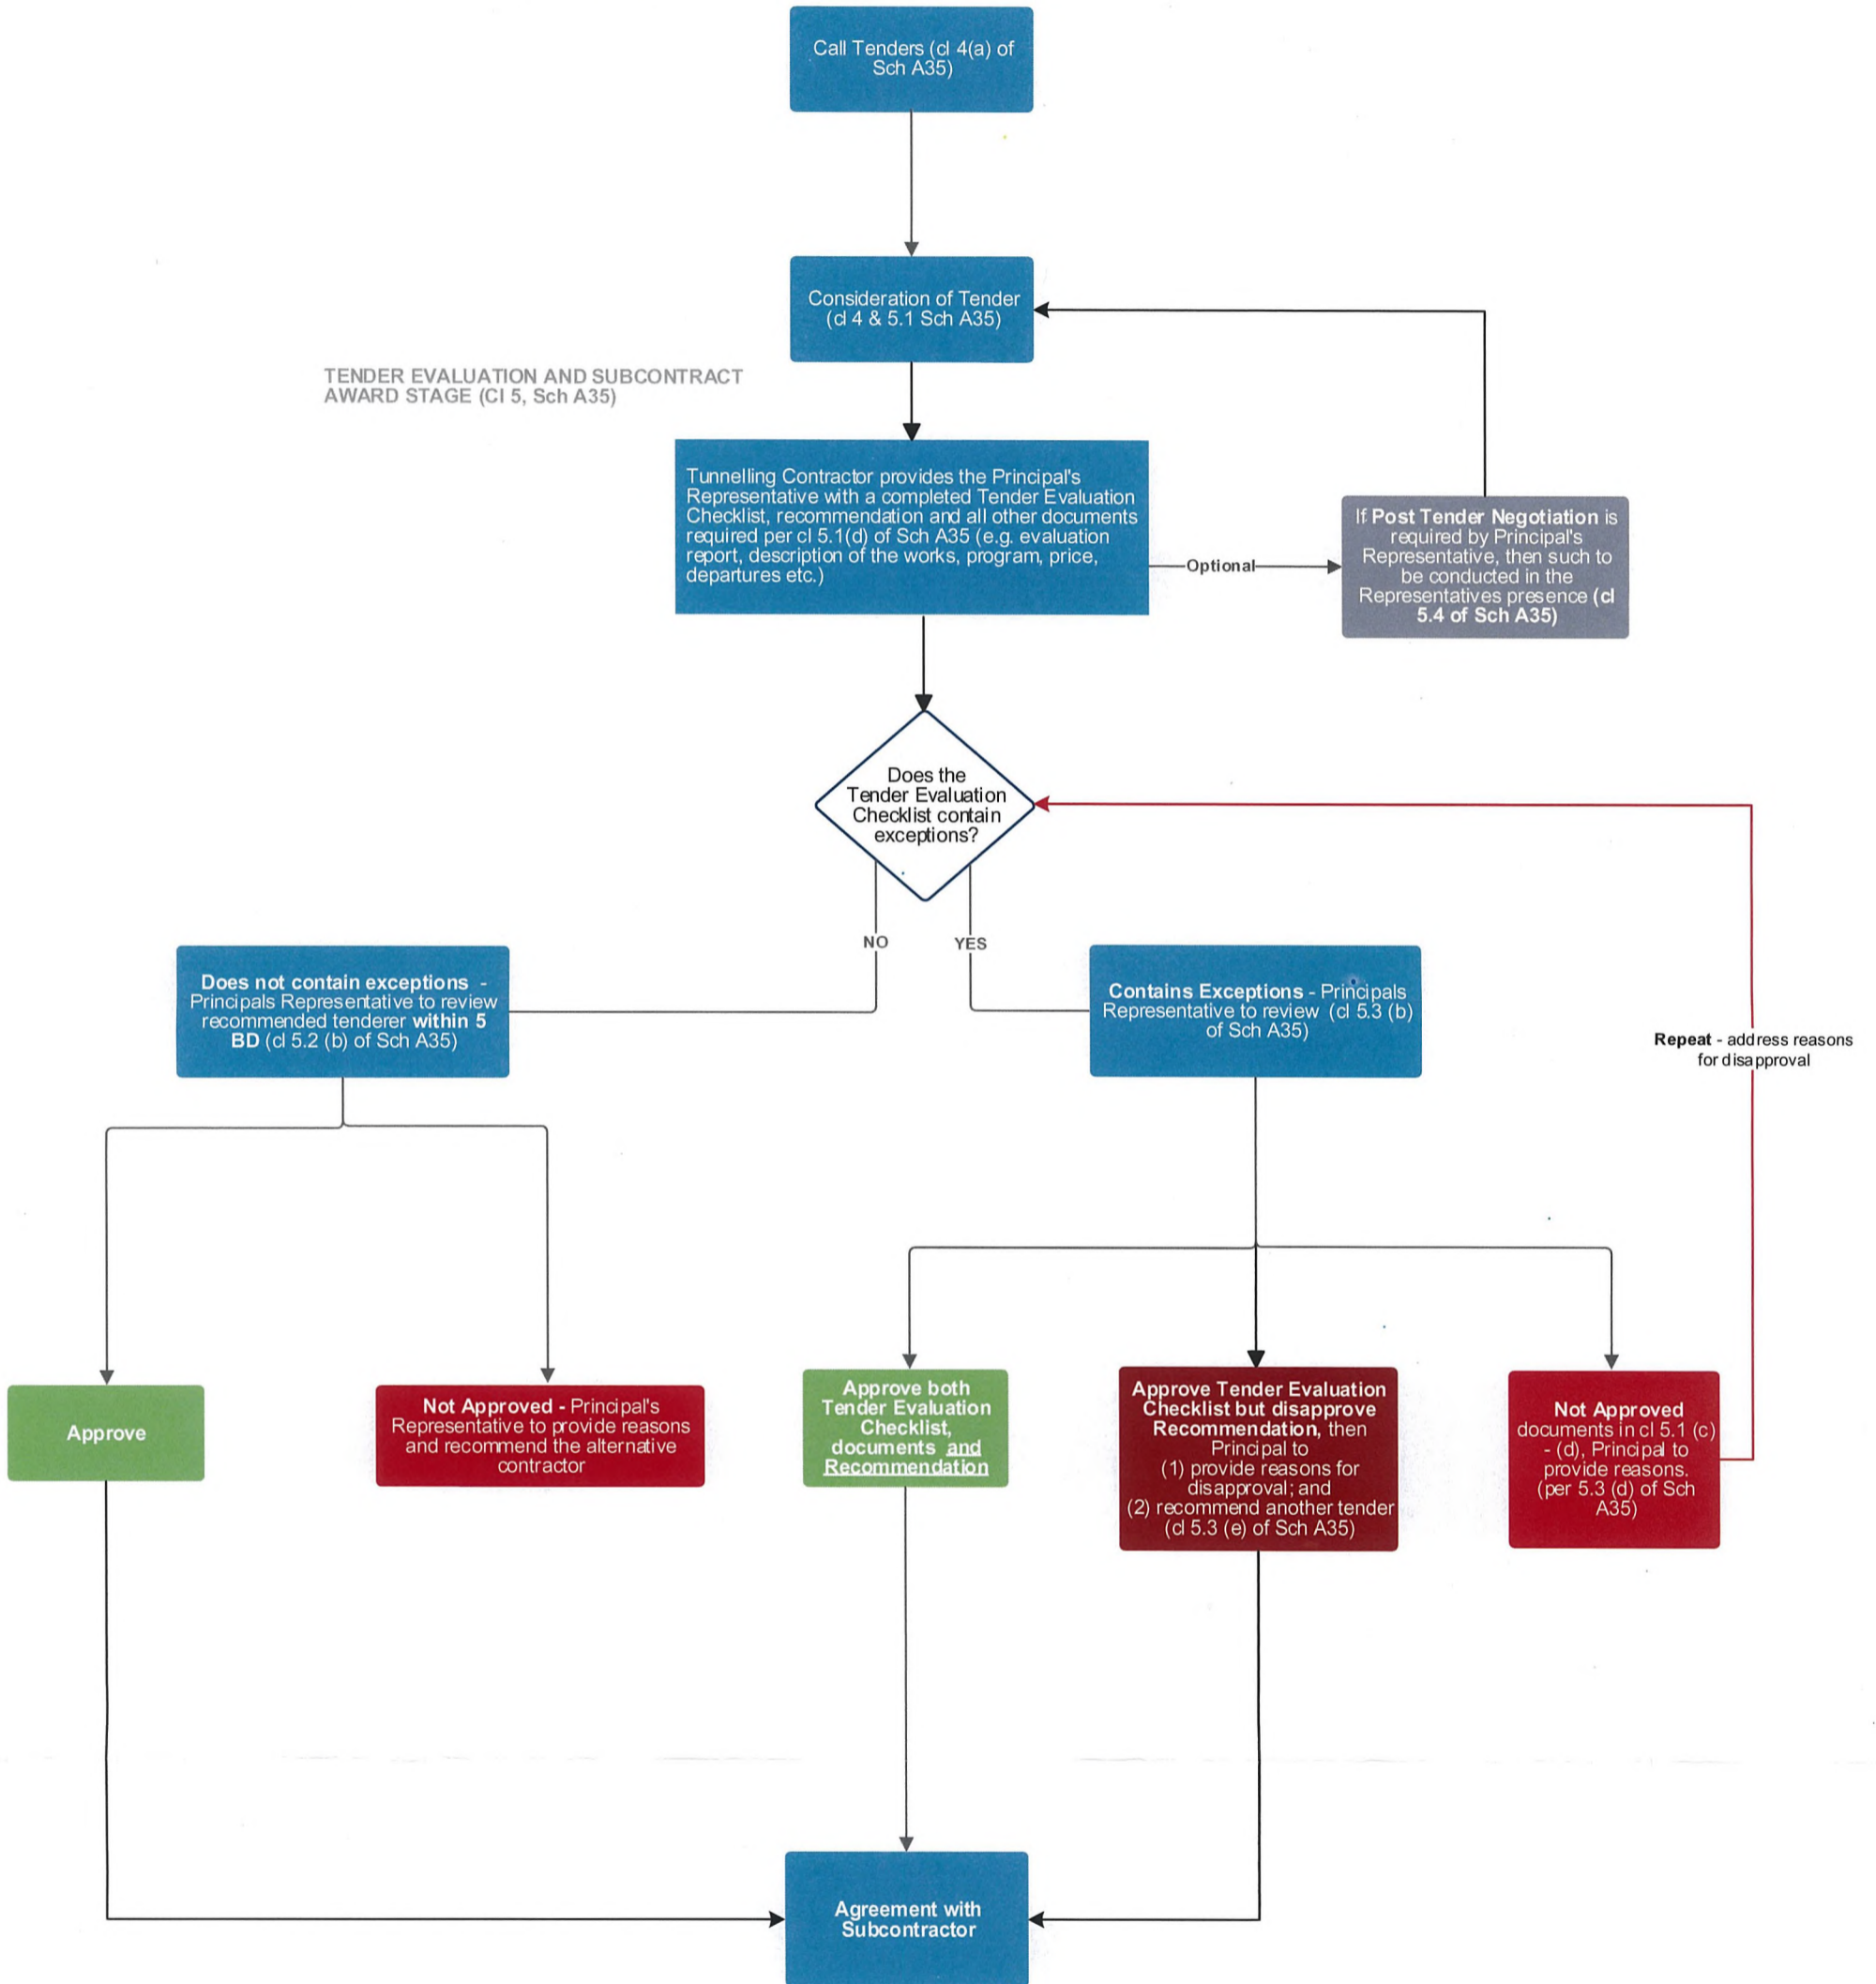 Call Tenders (cl 4(a) of
Sch A35)
Consideration of Tender
(cl 4 & 5.1 Sch A35)
TENDER EVALUATION AND SUBCONTRACT
AWARD STAGE (Cl 5, Sch A35)
Tunnelling Contractor provides the Principal's
Representative with a completed Tender Evaluation
Checklist, recommendation and all other documents
required per cl 5.1(d) of Sch A35 (e.g. evaluation
report, description of the works, program, price,
departures etc.)
Optional
If Post Tender Negotiation is
required by Principal's
Representative, then such to
be conducted in the
Representatives presence (cl
5.4 of Sch A35)
Does the
Tender Evaluation
Checklist contain
exceptions?
NO
YES
Does not contain exceptions -
Principals Representative to review
recommended tenderer within 5
BD (cl 5.2 (b) of Sch A35)
Contains Exceptions - Principals
Representative to review (cl 5.3 (b)
of Sch A35)
Repeat - address reasons
for disapproval
Approve
Not Approved - Principal's
Representative to provide reasons
and recommend the alternative
contractor
Approve both
Tender Evaluation
Checklist,
documents and
Recommendation
Approve Tender Evaluation
Checklist but disapprove
Recommendation, then
Principal to
(1) provide reasons for
disapproval; and
(2) recommend another tender
(cl 5.3 (e) of Sch A35)
Not Approved
documents in cl 5.1 (c)
- (d), Principal to
provide reasons.
(per 5.3 (d) of Sch
A35)
Agreement with
Subcontractor